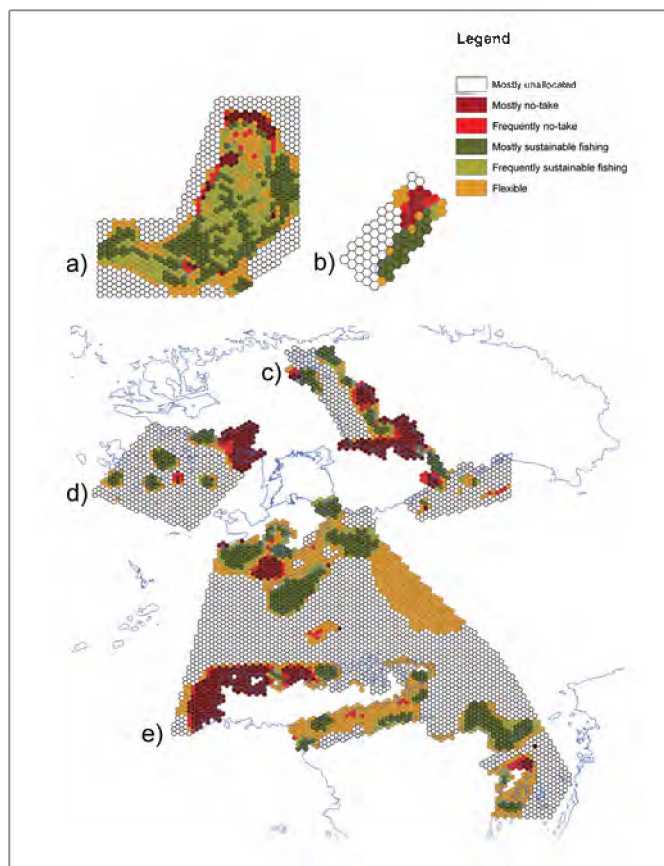 Legend
Mostly unallocated
Mostly no-take
Frequently no-take
Mostly sustainable fishing
Frequently sustainable fishing
Flexible
a)
b)
c)
d)
e)